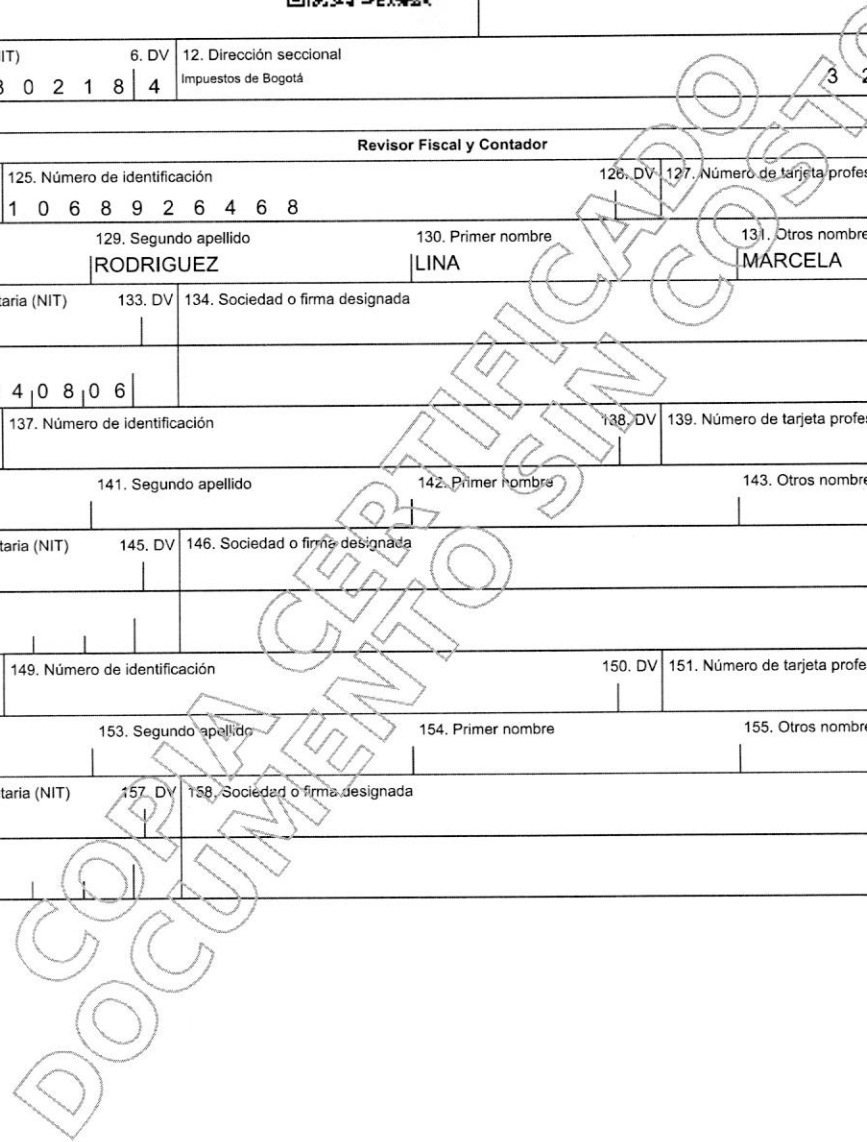 IT) 6. DV 12. Dirección seccional
3 0 2 1 8 4 Impuestos de Bogotá 3 2
Revisor Fiscal y Contador
125. Número de identificación 126. DV 127. Número de tarjeta profes
1 0 6 8 9 2 6 4 6 8
129. Segundo apellido 130. Primer nombre 131. Otros nombre
RODRIGUEZ LINA MARCELA
taria (NIT) 133. DV 134. Sociedad o firma designada
4 0 8 0 6
137. Número de identificación 138. DV 139. Número de tarjeta profes
141. Segundo apellido 142. Primer nombre 143. Otros nombre
taria (NIT) 145. DV 146. Sociedad o firma designada
149. Número de identificación 150. DV 151. Número de tarjeta profe
153. Segundo apellido 154. Primer nombre 155. Otros nombre
taria (NIT) 157. DV 158. Sociedad o firma designada
COPIA CERTIFICADO
DOCUMENTO SIN COSTO